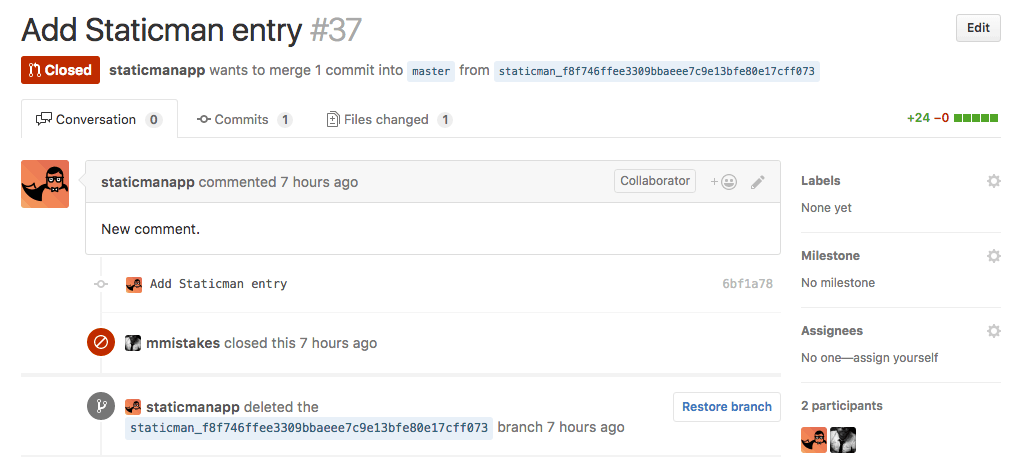 Add Staticman entry #37
Edit
Closed staticmanapp wants to merge 1 commit into master from staticman_f8f746ffee3309bbaeee7c9e13bfe80e17cff073
Conversation 0 Commits 1 Files changed 1
+24 −0
staticmanapp commented 7 hours ago
Collaborator
New comment.
Add Staticman entry 6bf1a78
mmistakes closed this 7 hours ago
staticmanapp deleted the
staticman_f8f746ffee3309bbaeee7c9e13bfe80e17cff073 branch 7 hours ago
Restore branch
Labels
None yet
Milestone
No milestone
Assignees
No one—assign yourself
2 participants